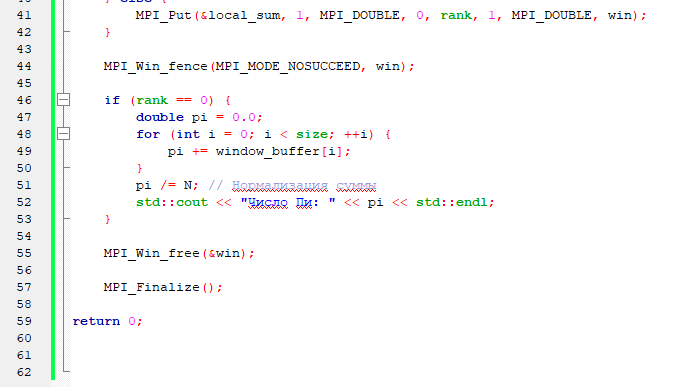 41 MPI_Put(&local_sum, 1, MPI_DOUBLE, 0, rank, 1, MPI_DOUBLE, win);
42 }
43
44 MPI_Win_fence(MPI_MODE_NOSUCCEED, win);
45
46 if (rank == 0) {
47 double pi = 0.0;
48 for (int i = 0; i < size; ++i) {
49 pi += window_buffer[i];
50 }
51 pi /= N; // Нормализация суммы
52 std::cout << "Число Пи: " << pi << std::endl;
53 }
54
55 MPI_Win_free(&win);
56
57 MPI_Finalize();
58
59 return 0;
60
61
62